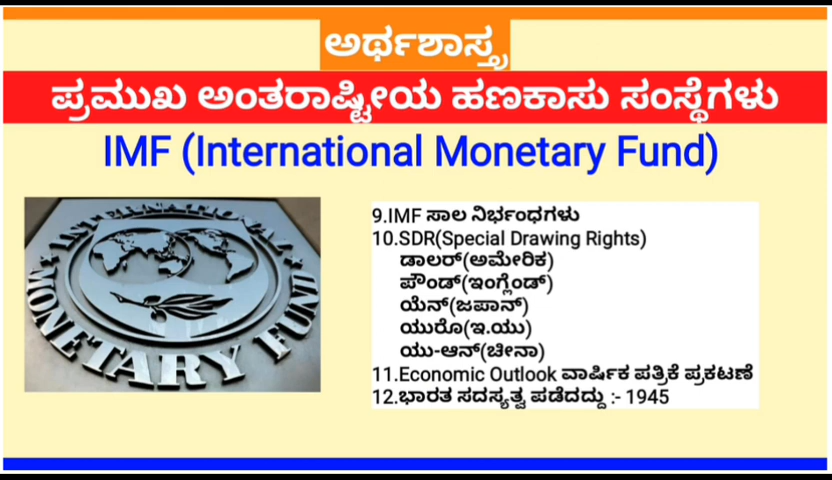 ಅರ್ಥಶಾಸ್ತ್ರ
ಪ್ರಮುಖ ಅಂತರಾಷ್ಟ್ರೀಯ ಹಣಕಾಸು ಸಂಸ್ಥೆಗಳು
IMF (International Monetary Fund)
INTERNATIONAL
MONETARY FUND
9.IMF ಸಾಲ ನಿರ್ಭಂಧಗಳು
10.SDR(Special Drawing Rights)
ಡಾಲರ್(ಅಮೇರಿಕ)
ಪೌಂಡ್(ಇಂಗ್ಲೆಂಡ್)
ಯೆನ್(ಜಪಾನ್)
ಯುರೊ(ಇ.ಯು)
ಯು-ಆನ್(ಚೀನಾ)
11.Economic Outlook ವಾರ್ಷಿಕ ಪತ್ರಿಕೆ ಪ್ರಕಟಣೆ
12.ಭಾರತ ಸದಸ್ಯತ್ವ ಪಡೆದದ್ದು :- 1945